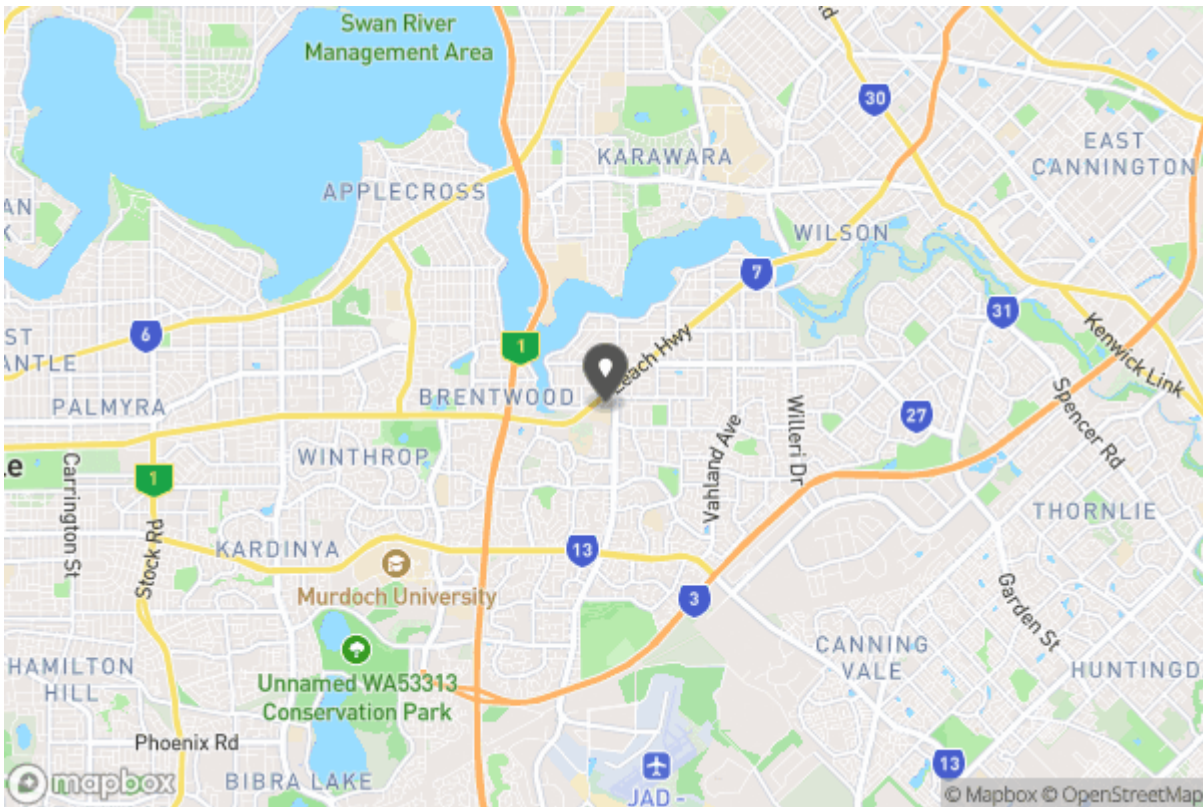 Swan River
Management Area
Rd
30
EAST
CANNINGTON
KARAWARA
APPLECROSS
AN
K
WILSON
7
31
6
1
ST
ANTLE
Leach Hwy
Kenwick Link
BRENTWOOD
PALMYRA
Willeri Dr
27
Spencer Rd
Vahland Ave
WINTHROP
le
1
Carrington St
THORNLIE
Stock Rd
KARDINYA
13
Murdoch University
3
Garden St
CANNING
VALE
HAMILTON
HILL
HUNTINGD
Unnamed WA53313
Conservation Park
Phoenix Rd
13
BIBRA LAKE
JAD -
mapbox
© Mapbox © OpenStreetMap